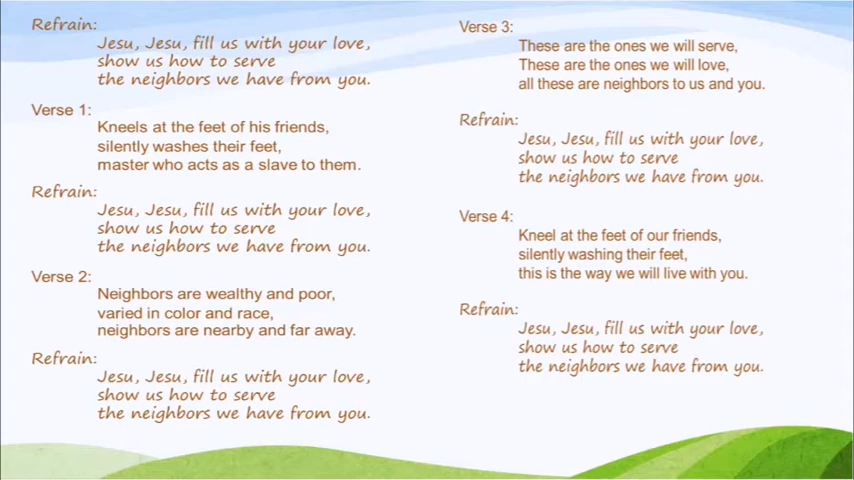 Refrain:
Jesu, Jesu, fill us with your love,
show us how to serve
the neighbors we have from you.
Verse 1:
Kneels at the feet of his friends,
silently washes their feet,
master who acts as a slave to them.
Refrain:
Jesu, Jesu, fill us with your love,
show us how to serve
the neighbors we have from you.
Verse 2:
Neighbors are wealthy and poor,
varied in color and race,
neighbors are nearby and far away.
Refrain:
Jesu, Jesu, fill us with your love,
show us how to serve
the neighbors we have from you.
Verse 3:
These are the ones we will serve,
These are the ones we will love,
all these are neighbors to us and you.
Refrain:
Jesu, Jesu, fill us with your love,
show us how to serve
the neighbors we have from you.
Verse 4:
Kneel at the feet of our friends,
silently washing their feet,
this is the way we will live with you.
Refrain:
Jesu, Jesu, fill us with your love,
show us how to serve
the neighbors we have from you.